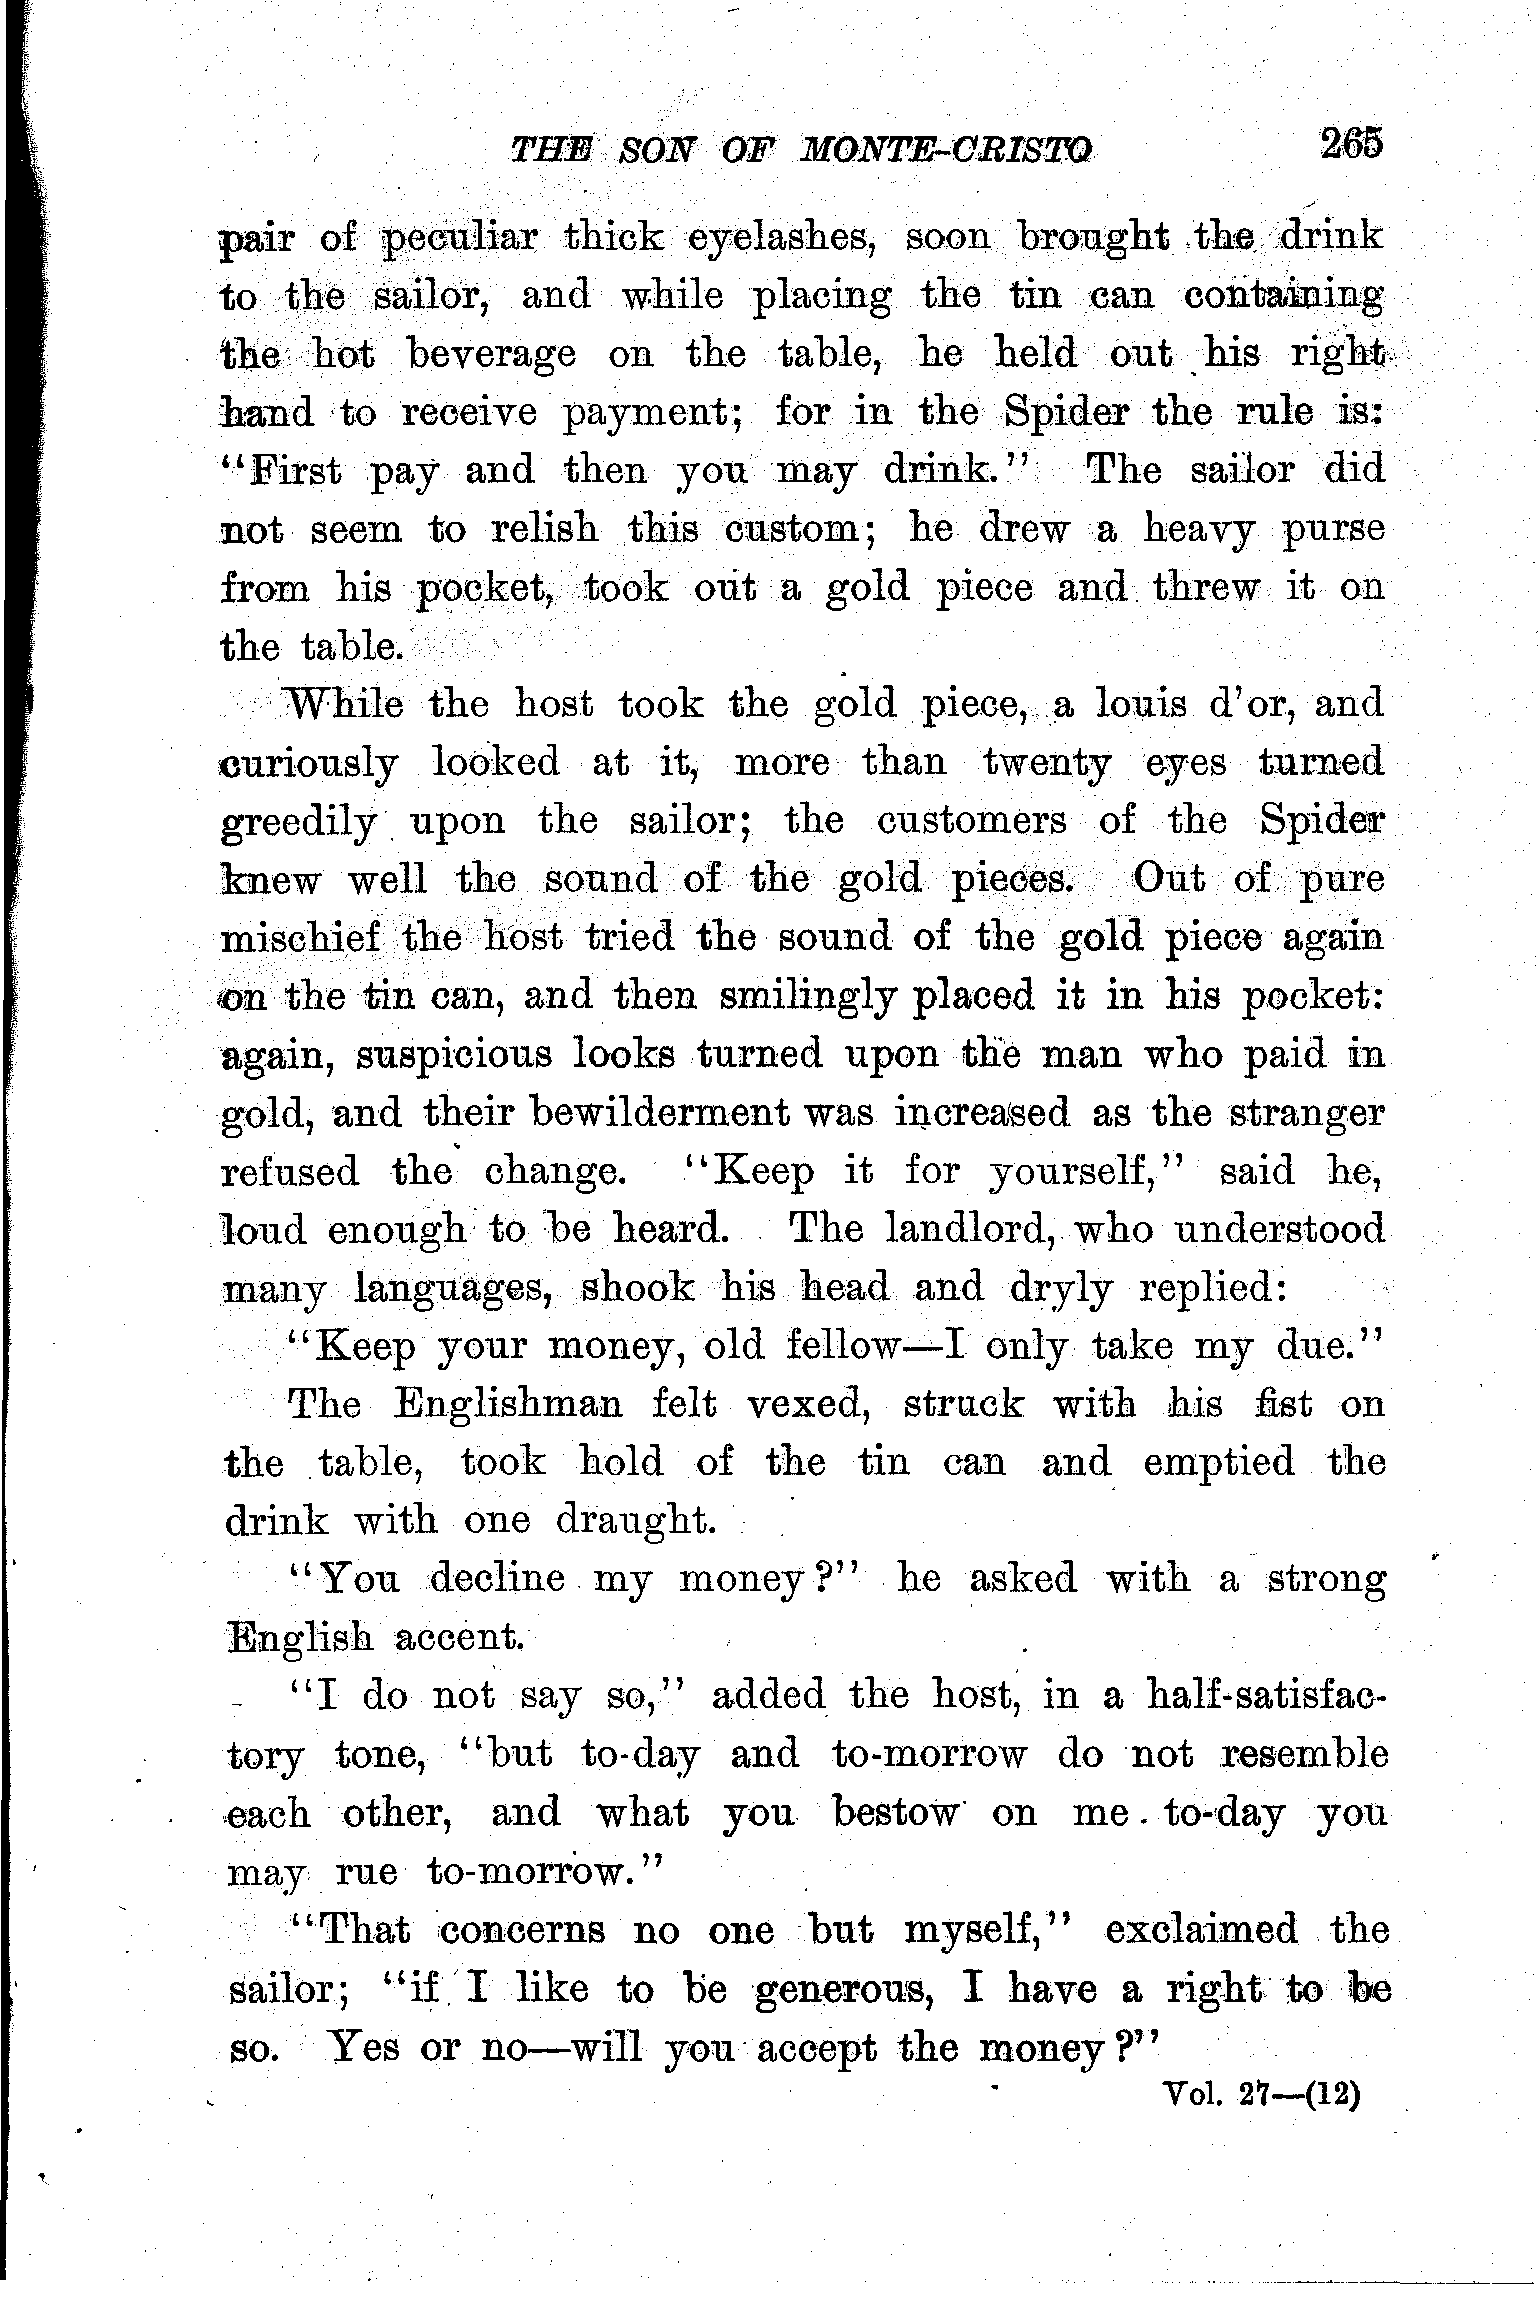 THE SON OF MONTE-CRISTO 265
pair of peculiar thick eyelashes, soon brought the drink
to the sailor, and while placing the tin can containing
the hot beverage on the table, he held out his right
hand to receive payment; for in the Spider the rule is:
"First pay and then you may drink." The sailor did
not seem to relish this custom; he drew a heavy purse
from his pocket, took out a gold piece and threw it on
the table.
While the host took the gold piece, a louis d'or, and
curiously looked at it, more than twenty eyes turned
greedily upon the sailor; the customers of the Spider
knew well the sound of the gold pieces. Out of pure
mischief the host tried the sound of the gold piece again
on the tin can, and then smilingly placed it in his pocket:
again, suspicious looks turned upon the man who paid in
gold, and their bewilderment was increased as the stranger
refused the change. "Keep it for yourself," said he,
loud enough to be heard. The landlord, who understood
many languages, shook his head and dryly replied:
"Keep your money, old fellow—I only take my due."
The Englishman felt vexed, struck with his fist on
the table, took hold of the tin can and emptied the
drink with one draught.
"You decline my money?" he asked with a strong
English accent.
"I do not say so," added the host, in a half-satisfac-
tory tone, "but to-day and to-morrow do not resemble
each other, and what you bestow on me to-day you
may rue to-morrow."
"That concerns no one but myself," exclaimed the
sailor; "if I like to be generous, I have a right to be
so. Yes or no—will you accept the money?"
Vol. 27—(12)